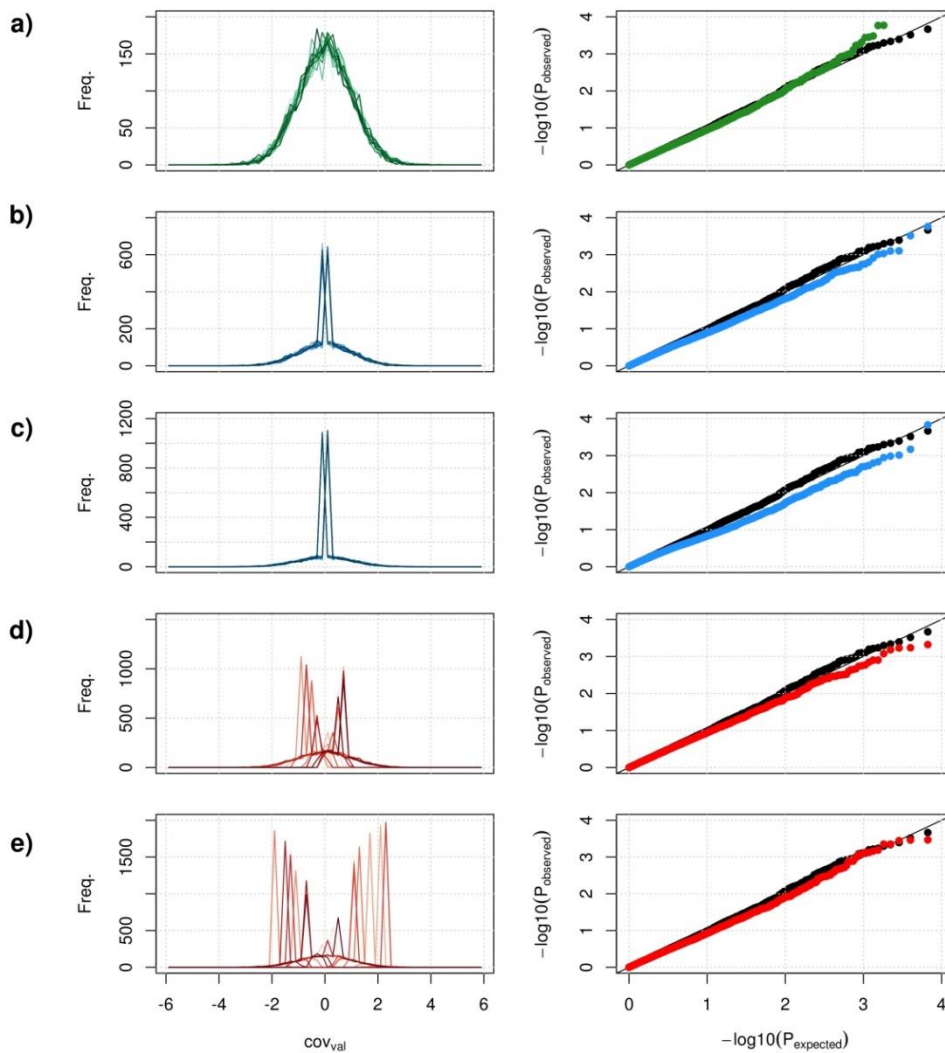 a)
Freq.
0 50 150
−log10(Pobserved)
0 1 2 3 4
b)
Freq.
0 200 600
−log10(Pobserved)
0 1 2 3 4
c)
Freq.
0 400 800 1200
−log10(Pobserved)
0 1 2 3 4
d)
Freq.
0 500 1000
−log10(Pobserved)
0 1 2 3 4
e)
Freq.
0 500 1500
−log10(Pobserved)
0 1 2 3 4
-6 -4 -2 0 2 4 6
0 1 2 3 4
covval
−log10(Pexpected)